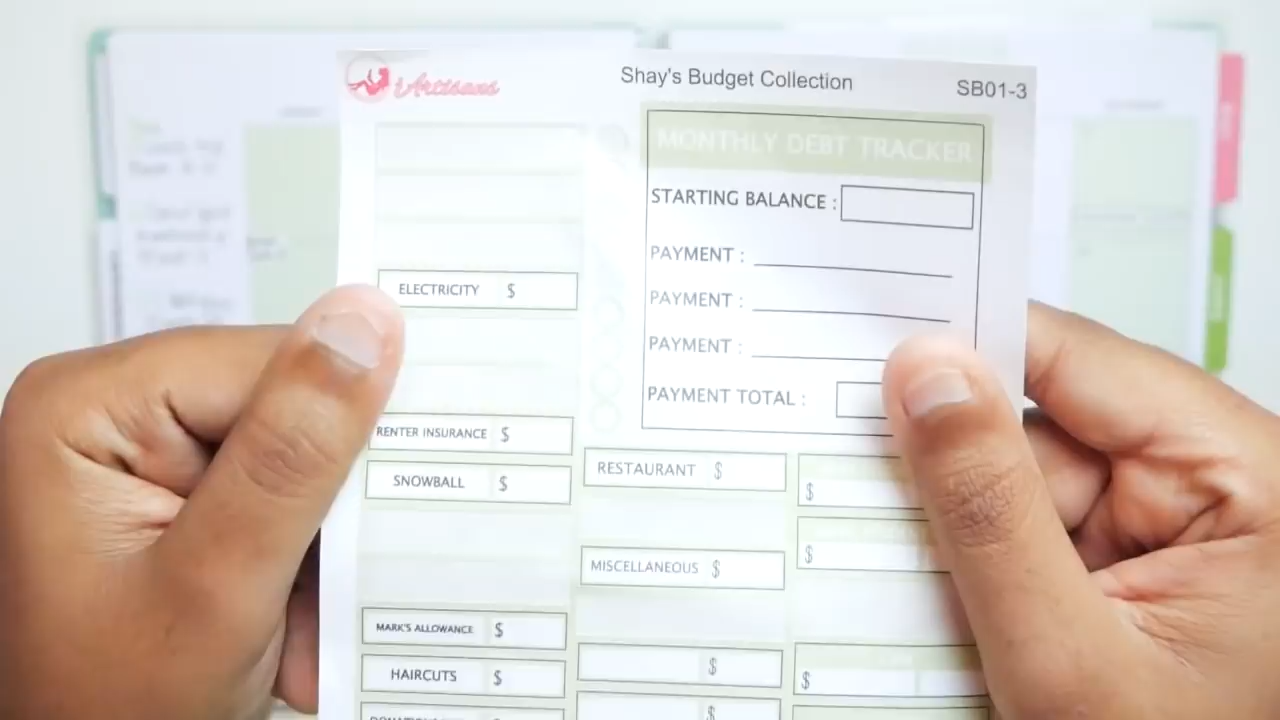 iArtisans
Shay's Budget Collection
SB01-3
MONTHLY DEBT TRACKER
STARTING BALANCE :
PAYMENT :
PAYMENT :
PAYMENT :
PAYMENT TOTAL :
ELECTRICITY $
RENTER INSURANCE $
SNOWBALL $
MARK'S ALLOWANCE $
HAIRCUTS $
RESTAURANT $
MISCELLANEOUS $
$
$
$
$
$